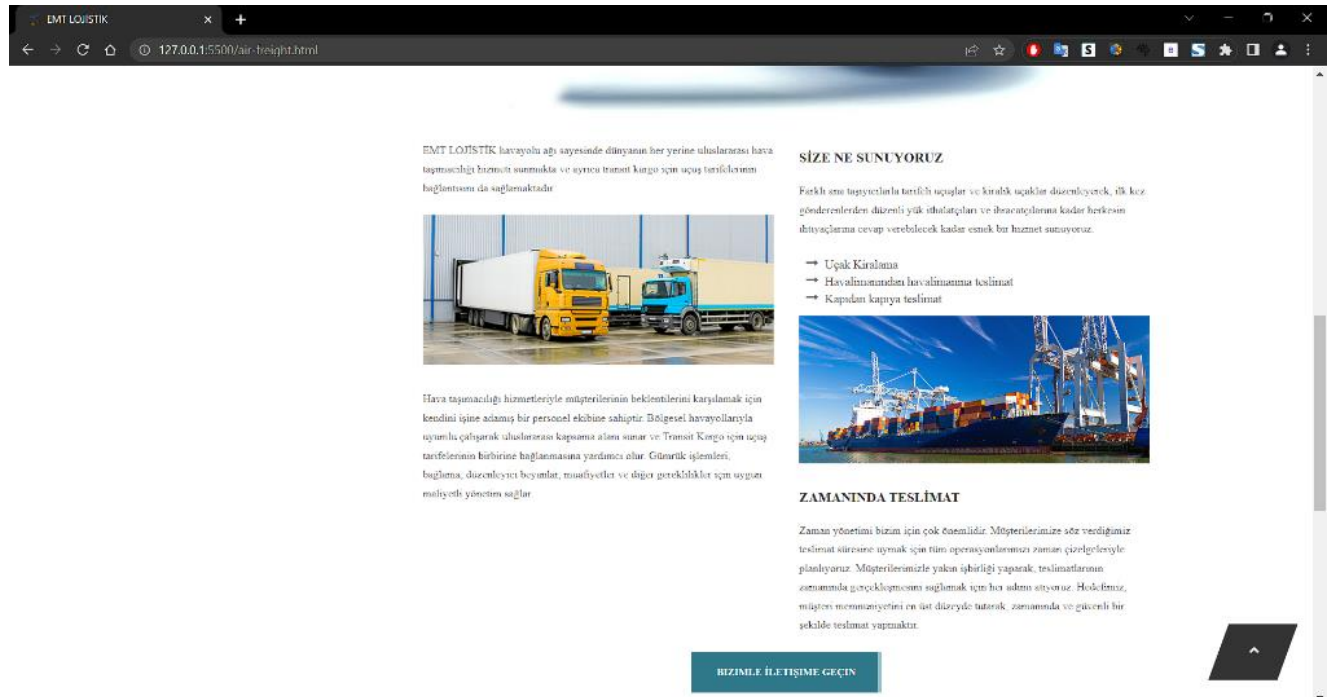 EMT LOJİSTİK
127.0.0.1:5500/air-freight.html
EMT LOJİSTİK havayolu ağı sayesinde dünyanın her yerine uluslararası hava
taşımacılığı hizmeti sunmakta ve ayrıca transit kargo için uçuş tarifelerinin
bağlantısını da sağlamaktadır
Hava taşımacılığı hizmetleriyle müşterilerinin beklentilerini karşılamak için
kendini işine adamış bir personel ekibine sahiptir. Bölgesel havayollarıyla
uyumlu çalışarak uluslararası kapsama alanı sunar ve Transit Kargo için uçuş
tarifelerinin birbirine bağlanmasına yardımcı olur. Gümrük işlemleri,
bağlama, düzenleyici beyanlar, muafiyetler ve diğer gereklilikler için uygun
maliyetli yönetim sağlar
SİZE NE SUNUYORUZ
Farklı ana taşıyıcılarla tarifeli uçuşlar ve kiralık uçaklar düzenleyerek, ilk kez
gönderenlerden düzenli yük ithalatçıları ve ihracatçılarına kadar herkesin
ihtiyaçlarına cevap verebilecek kadar esnek bir hizmet sunuyoruz.
→ Uçak Kiralama
→ Havalimanından havalimanına teslimat
→ Kapıdan kapıya teslimat
ZAMANINDA TESLİMAT
Zaman yönetimi bizim için çok önemlidir. Müşterilerimize söz verdiğimiz
teslimat süresine uymak için tüm operasyonlarımızı zaman çizelgeleriyle
planlıyoruz. Müşterilerimizle yakın işbirliği yaparak, teslimatlarının
zamanında gerçekleşmesini sağlamak için her adımı atıyoruz. Hedefimiz,
müşteri memnuniyetini en üst düzeyde tutarak, zamanında ve güvenli bir
şekilde teslimat yapmaktır.
BIZIMLE İLETIŞIME GEÇIN